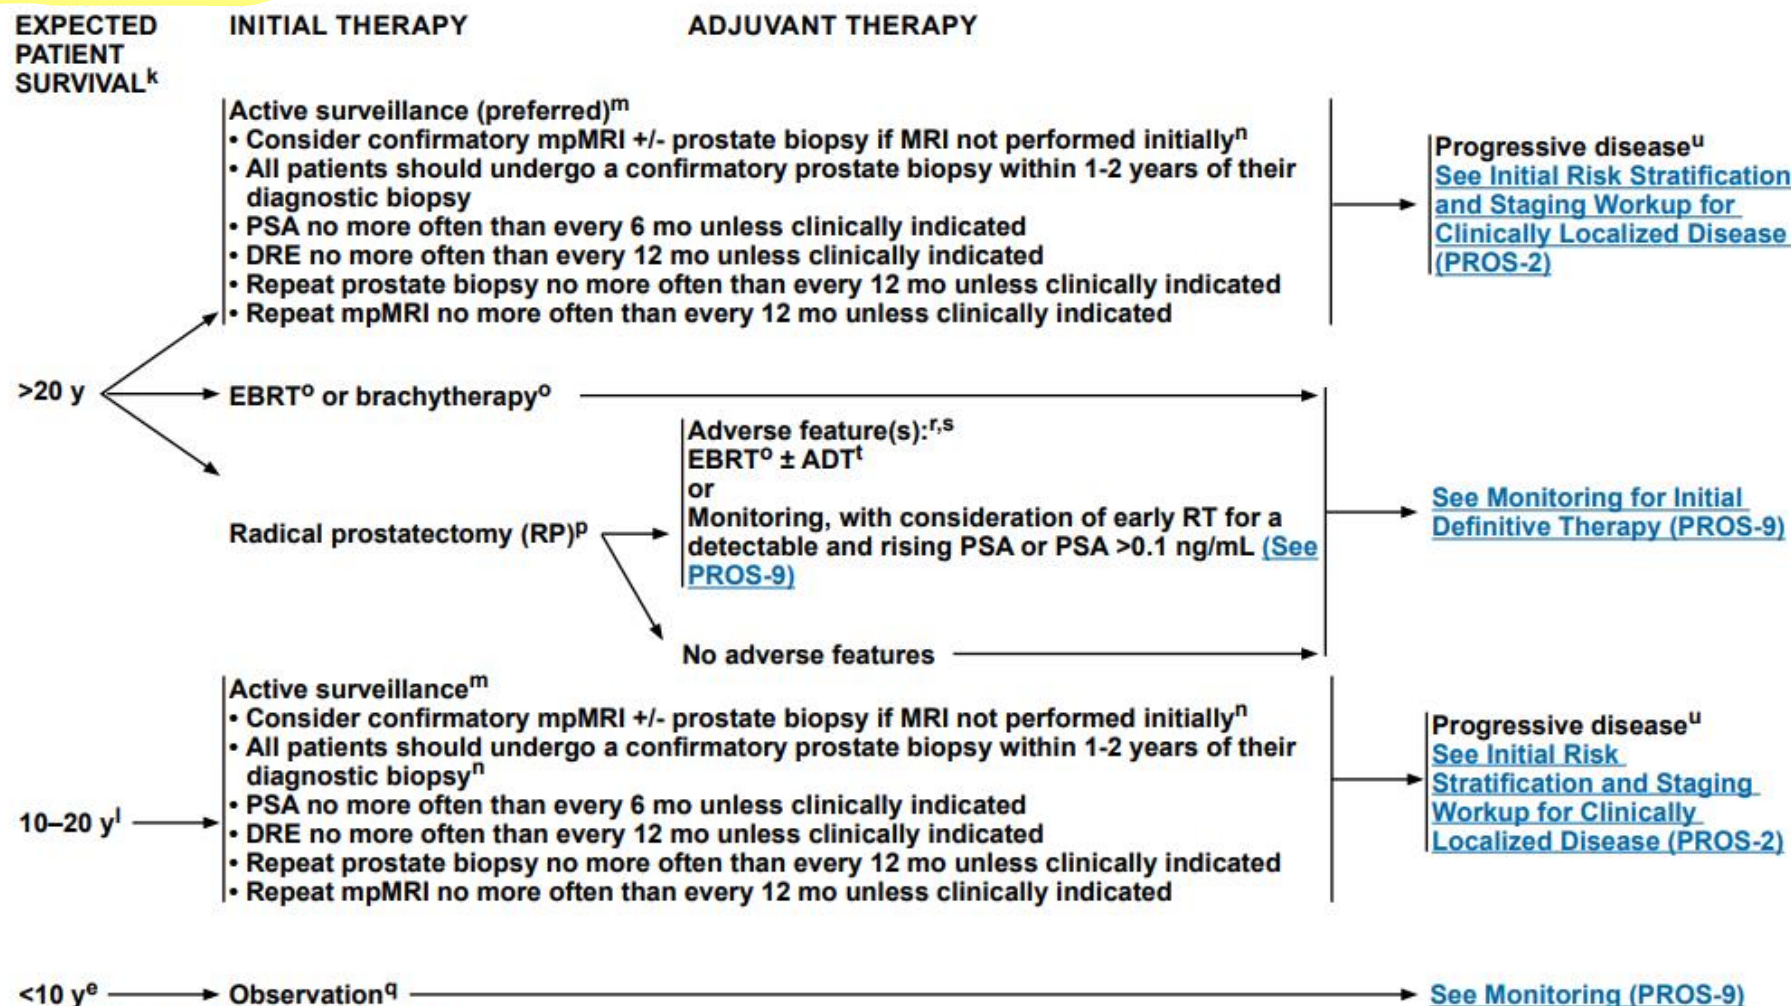 EXPECTED PATIENT SURVIVALk
INITIAL THERAPY
ADJUVANT THERAPY
Active surveillance (preferred)m
• Consider confirmatory mpMRI +/- prostate biopsy if MRI not performed initiallyn
• All patients should undergo a confirmatory prostate biopsy within 1-2 years of their
diagnostic biopsy
• PSA no more often than every 6 mo unless clinically indicated
• DRE no more often than every 12 mo unless clinically indicated
• Repeat prostate biopsy no more often than every 12 mo unless clinically indicated
• Repeat mpMRI no more often than every 12 mo unless clinically indicated
Progressive diseaseu
See Initial Risk Stratification
and Staging Workup for
Clinically Localized Disease
(PROS-2)
>20 y
EBRTo or brachytherapyo
Radical prostatectomy (RP)p
Adverse feature(s):r,s
EBRTo ± ADTt
or
Monitoring, with consideration of early RT for a
detectable and rising PSA or PSA >0.1 ng/mL (See
PROS-9)
No adverse features
See Monitoring for Initial
Definitive Therapy (PROS-9)
10–20 yl
Active surveillancem
• Consider confirmatory mpMRI +/- prostate biopsy if MRI not performed initiallyn
• All patients should undergo a confirmatory prostate biopsy within 1-2 years of their
diagnostic biopsyn
• PSA no more often than every 6 mo unless clinically indicated
• DRE no more often than every 12 mo unless clinically indicated
• Repeat prostate biopsy no more often than every 12 mo unless clinically indicated
• Repeat mpMRI no more often than every 12 mo unless clinically indicated
Progressive diseaseu
See Initial Risk
Stratification and Staging
Workup for Clinically
Localized Disease (PROS-2)
<10 ye
Observationq
See Monitoring (PROS-9)